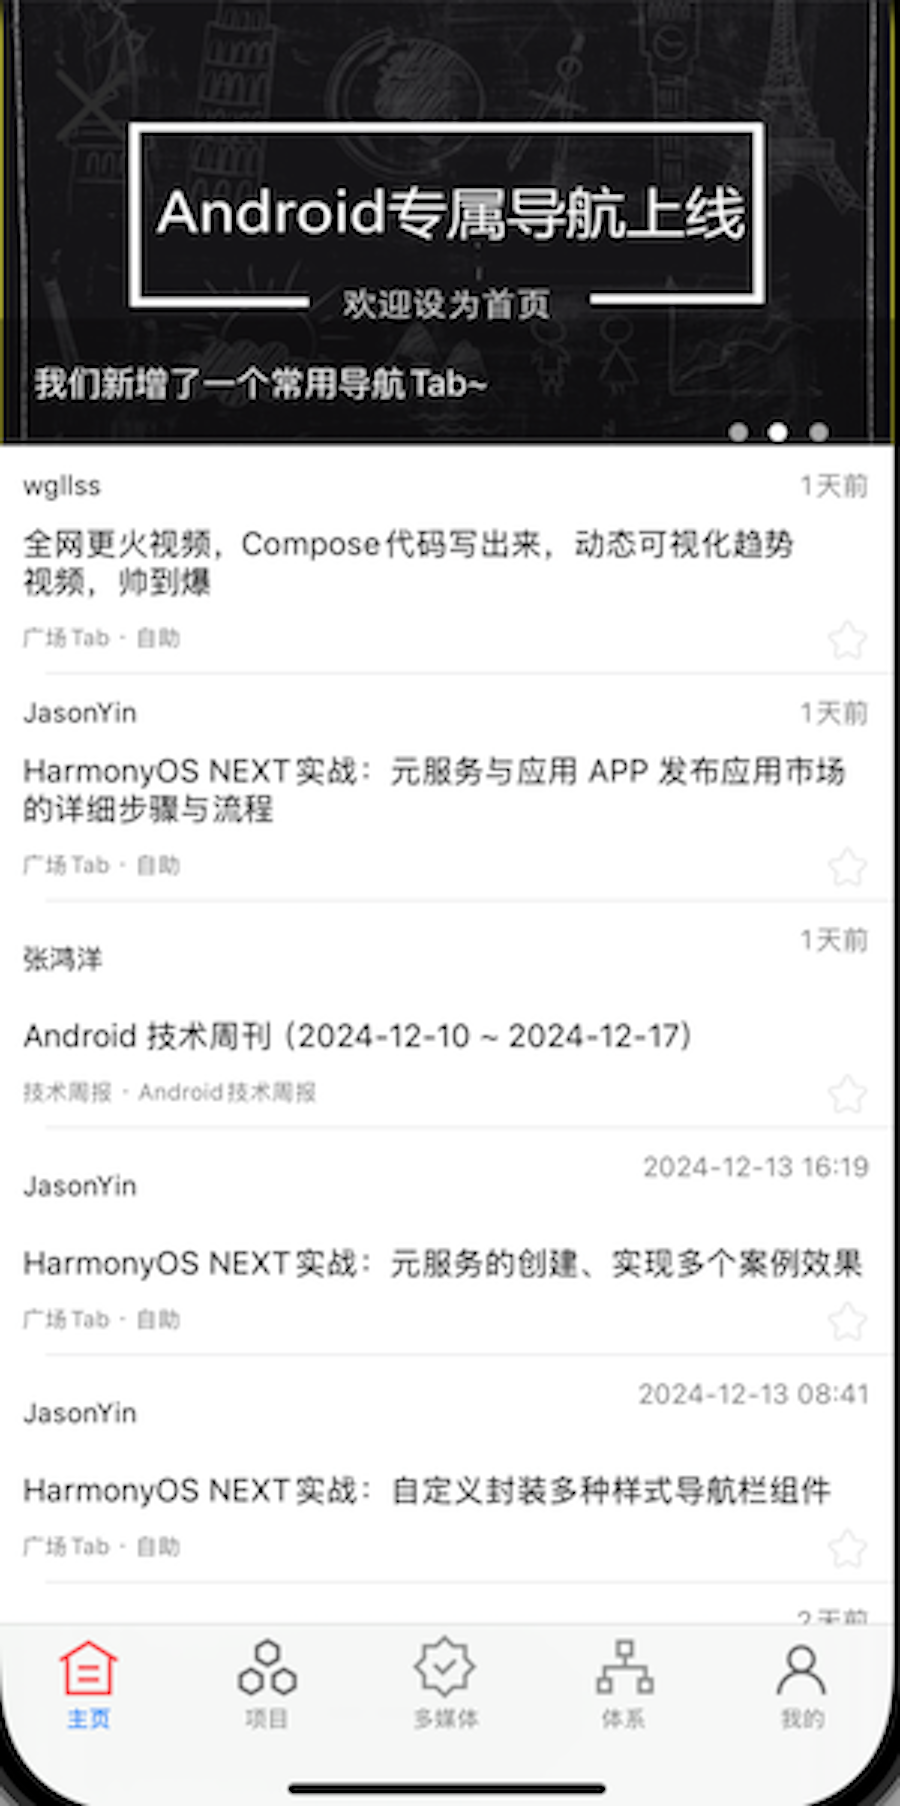 Android专属导航上线
欢迎设为首页
我们新增了一个常用导航Tab~
wgllss
1天前
全网更火视频，Compose代码写出来，动态可视化趋势
视频，帅到爆
广场Tab · 自助
JasonYin
1天前
HarmonyOS NEXT实战：元服务与应用 APP 发布应用市场
的详细步骤与流程
广场Tab · 自助
1天前
张鸿洋
Android 技术周刊（2024-12-10 ~ 2024-12-17）
技术周报 · Android技术周报
2024-12-13 16:19
JasonYin
HarmonyOS NEXT实战：元服务的创建、实现多个案例效果
广场Tab · 自助
2024-12-13 08:41
JasonYin
HarmonyOS NEXT实战：自定义封装多种样式导航栏组件
广场Tab · 自助
2天前
主页
项目
多媒体
体系
我的